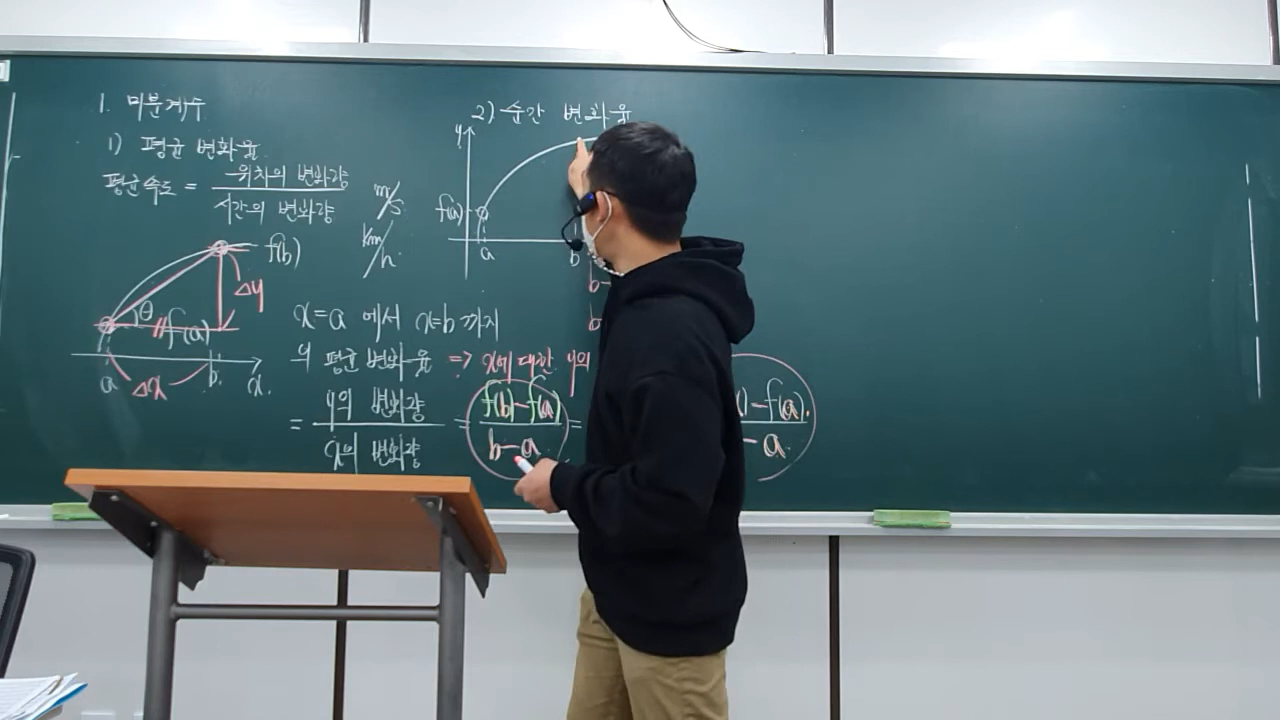 1. 미분계수
1) 평균 변화율
평균속도 = 위치의 변화량 / 시간의 변화량
m/s
km/h
f(b)
Δy
θ
f(a)
a
Δx
b
x.
x=a 에서 x=b 까지
의 평균변화율 => x에 대한 y의
= y의 변화량 / x의 변화량 = f(b)-f(a) / b-a =
) - f(a).
- a.
2) 순간 변화율
y
f(a)
a
b
b-
b